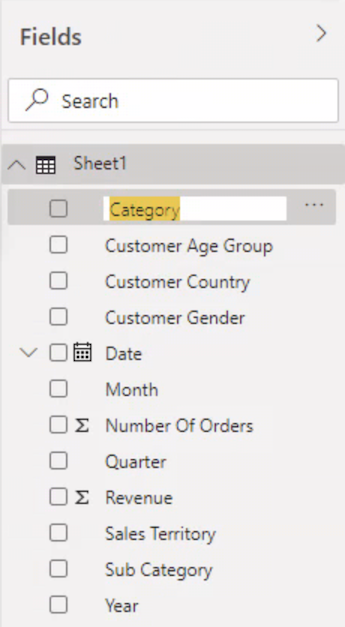 Fields
Search
Sheet1
Category
Customer Age Group
Customer Country
Customer Gender
Date
Month
Σ Number Of Orders
Quarter
Σ Revenue
Sales Territory
Sub Category
Year